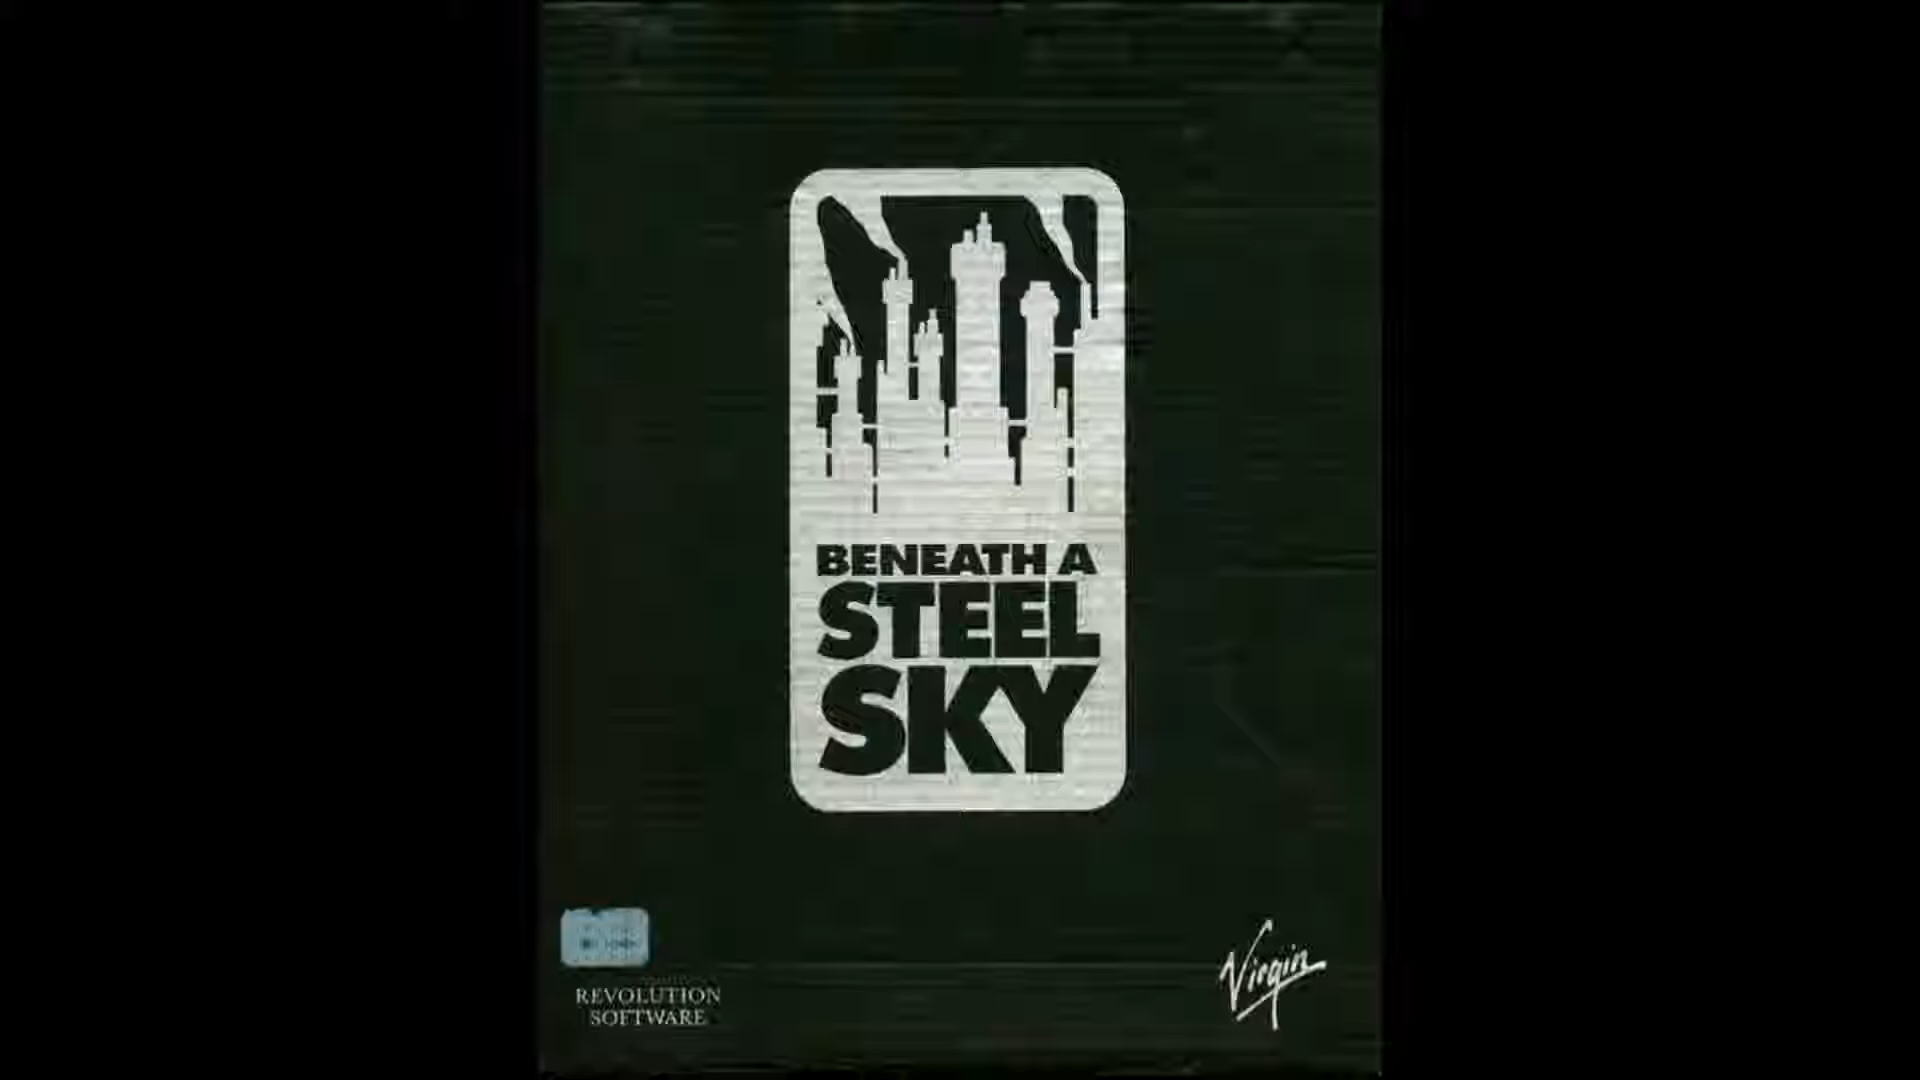 BENEATH A
STEEL
SKY
REVOLUTION
SOFTWARE
Virgin